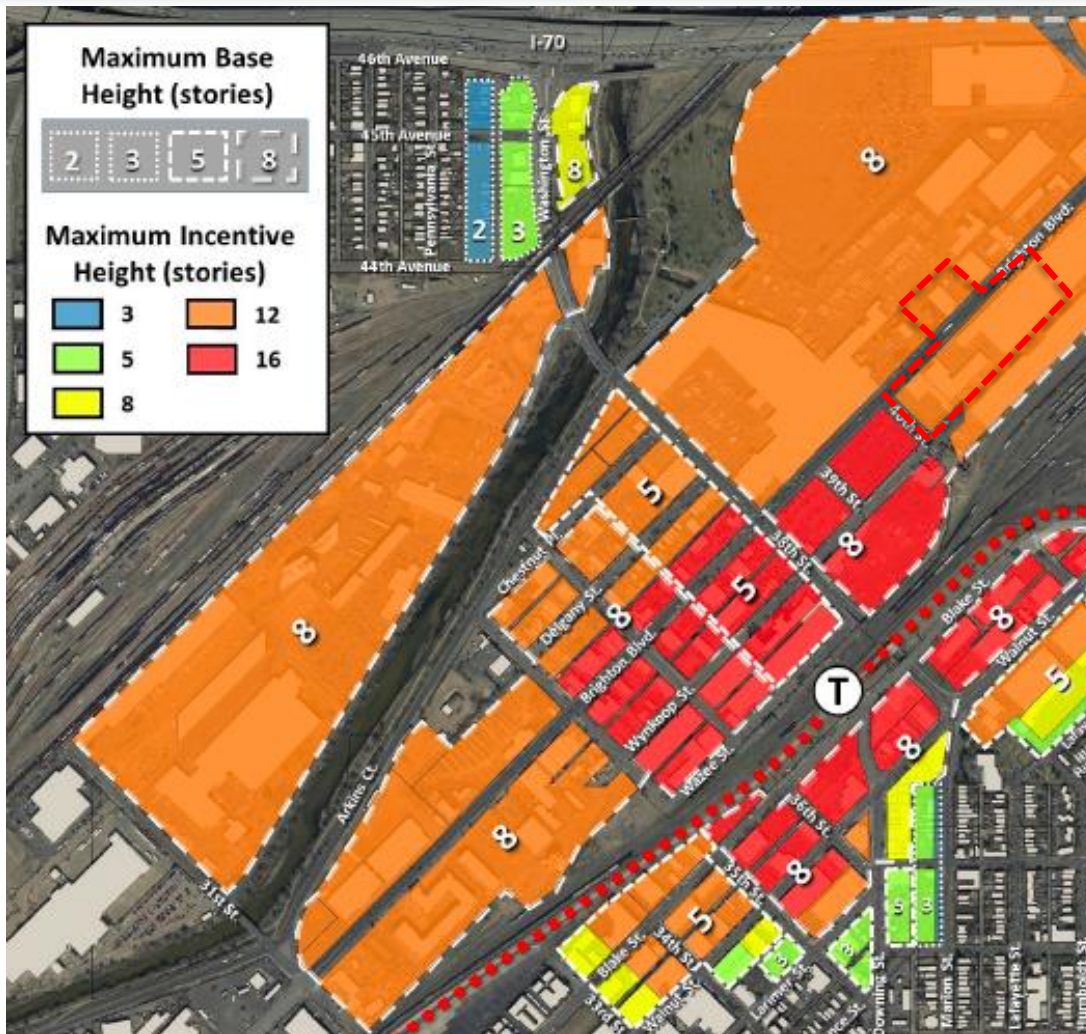 Maximum Base
Height (stories)
2
3
5
8
Maximum Incentive
Height (stories)
3
12
5
16
8
I-70
46th Avenue
45th Avenue
Pennsylvania St.
Washington St.
44th Avenue
2
3
8
8
Brighton Blvd.
40th St.
39th St.
38th St.
8
5
5
8
8
Chestnut Pl.
Delgany St.
Brighton Blvd.
Wynkoop St.
Wazee St.
Arkins Ct.
31st St.
8
T
Blake St.
Walnut St.
8
5
8
36th St.
35th St.
8
5
3
5
3
3
Blake St.
34th St.
33rd St.
Walnut St.
Larimer
Marion St.
Lafayette St.